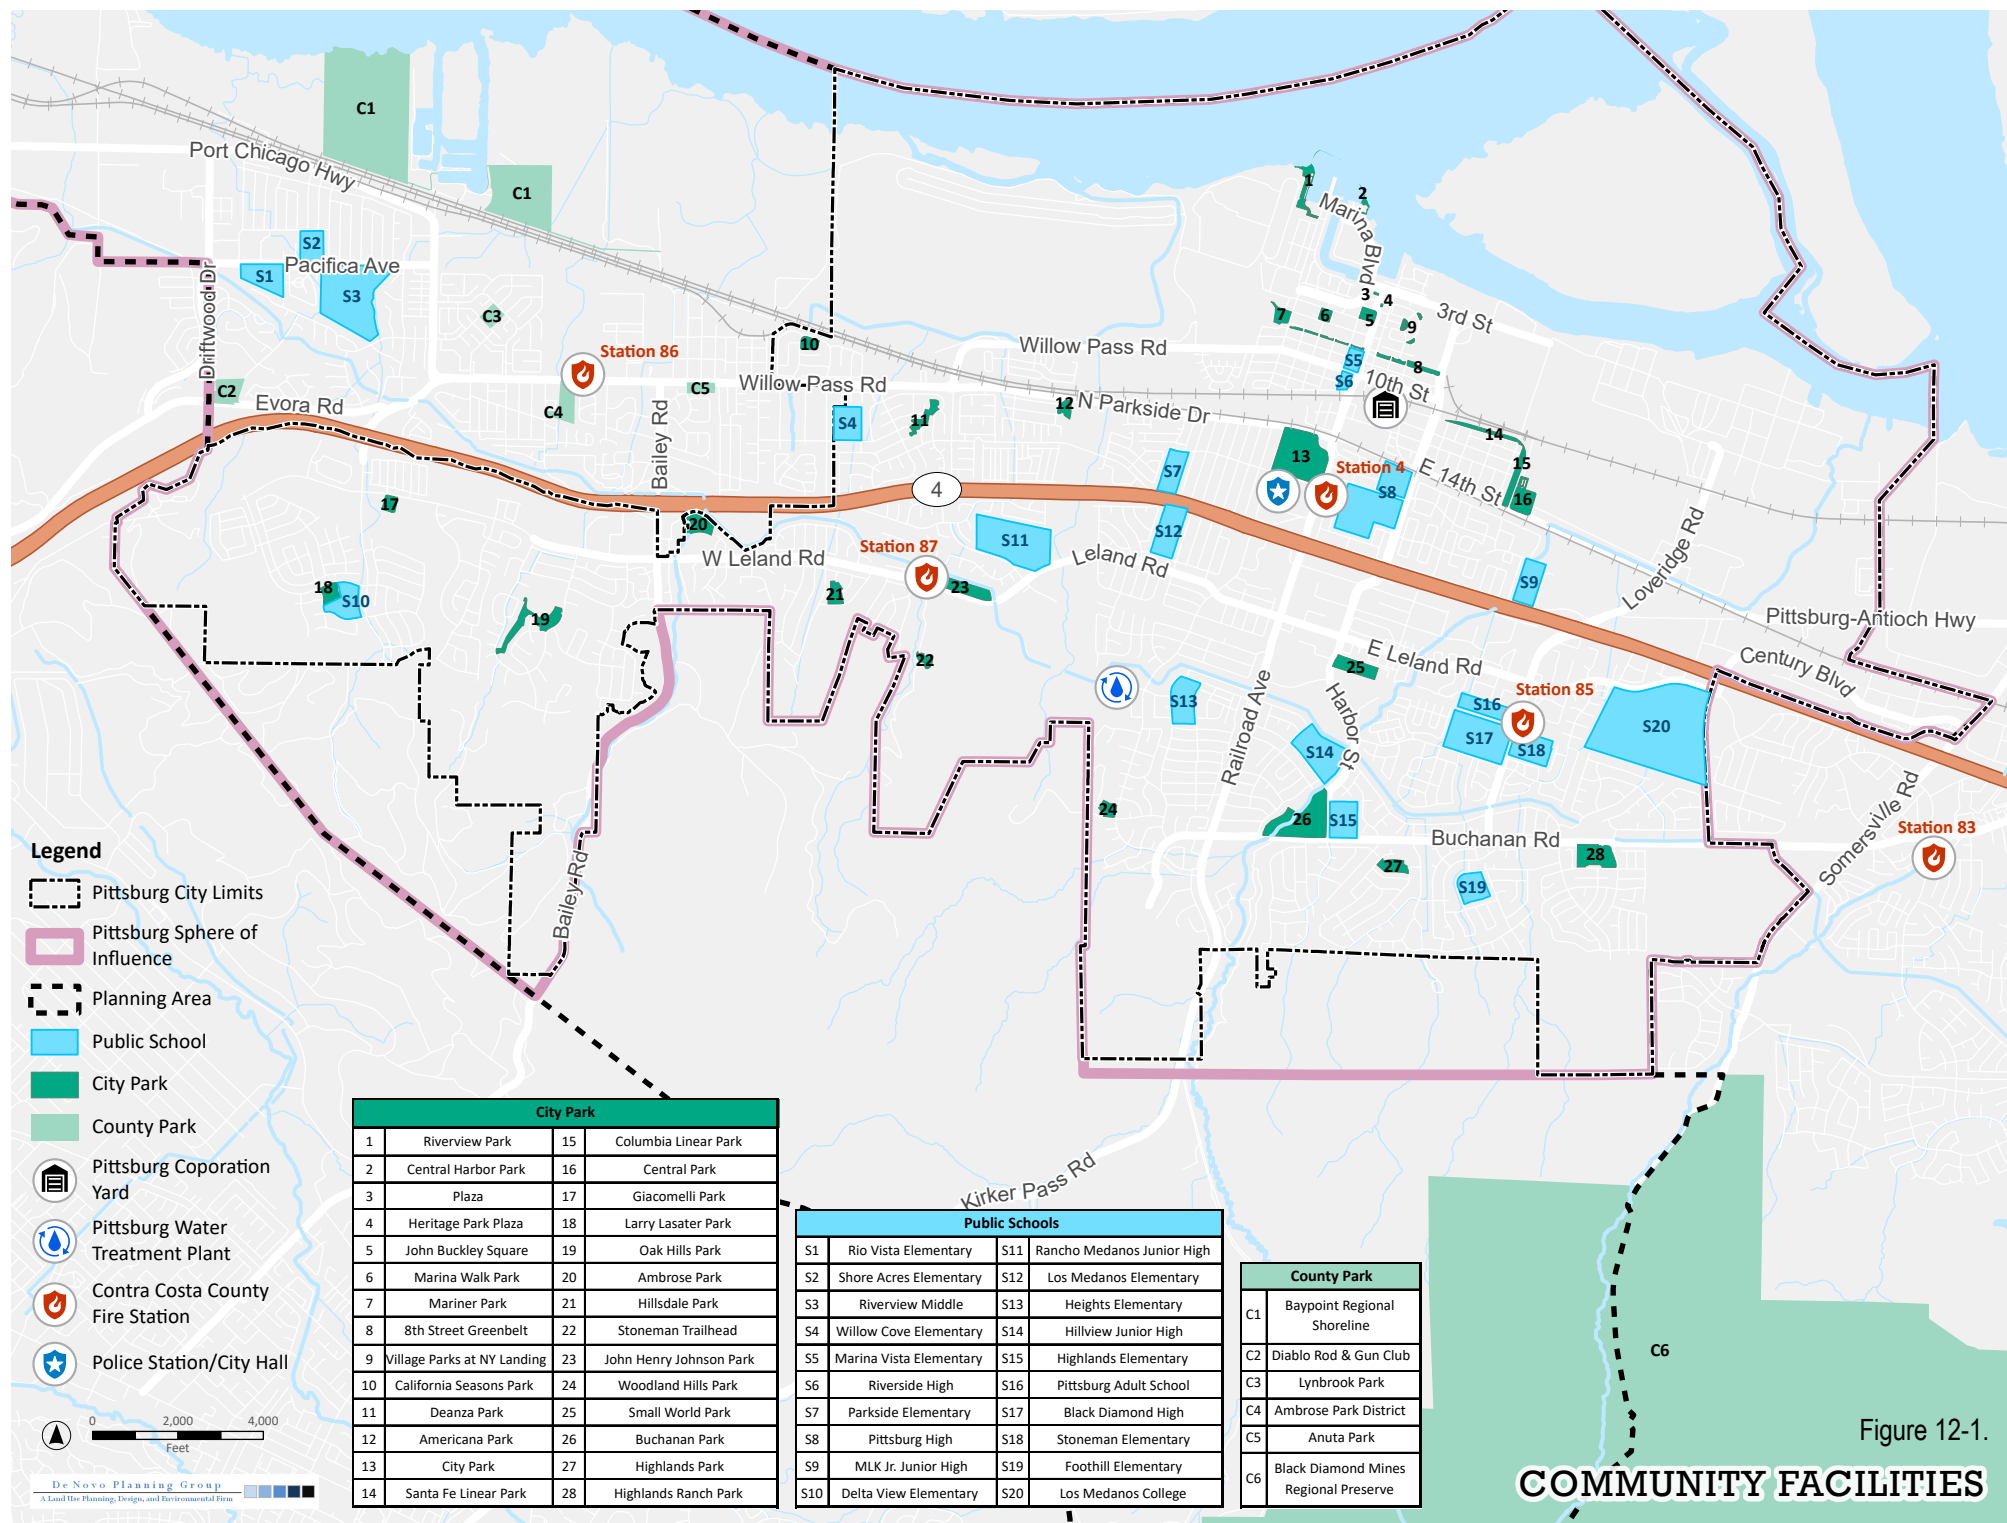 C1
Port Chicago Hwy
C1
1
2
Marina Blvd
S2
Pacifica Ave
S1
S3
Driftwood Dr
C3
3
4
7
6
5
9
3rd St
Station 86
10
Willow Pass Rd
S5
8
S6
10th St
C2
C5
Willow Pass Rd
Evora Rd
C4
Bailey Rd
S4
11
12
N Parkside Dr
14
13
Station 4
15
S7
E 14th St
S8
16
4
17
20
S12
S11
Station 87
W Leland Rd
Leland Rd
Loveridge Rd
S9
18
S10
21
23
19
Pittsburg-Antioch Hwy
22
25
E Leland Rd
Century Blvd
Station 85
S13
Railroad Ave
Harbor St
S16
S17
S18
S20
S14
24
26
S15
Buchanan Rd
Somersville Rd
Station 83
27
28
S19
Bailey Rd
Kirker Pass Rd
C6
Legend
Pittsburg City Limits
Pittsburg Sphere of
Influence
Planning Area
Public School
City Park
County Park
Pittsburg Coporation
Yard
Pittsburg Water
Treatment Plant
Contra Costa County
Fire Station
Police Station/City Hall
0 2,000 4,000
Feet
De Novo Planning Group
A Land Use Planning, Design, and Environmental Firm
City Park
1 Riverview Park 15 Columbia Linear Park
2 Central Harbor Park 16 Central Park
3 Plaza 17 Giacomelli Park
4 Heritage Park Plaza 18 Larry Lasater Park
5 John Buckley Square 19 Oak Hills Park
6 Marina Walk Park 20 Ambrose Park
7 Mariner Park 21 Hillsdale Park
8 8th Street Greenbelt 22 Stoneman Trailhead
9 Village Parks at NY Landing 23 John Henry Johnson Park
10 California Seasons Park 24 Woodland Hills Park
11 Deanza Park 25 Small World Park
12 Americana Park 26 Buchanan Park
13 City Park 27 Highlands Park
14 Santa Fe Linear Park 28 Highlands Ranch Park
Public Schools
S1 Rio Vista Elementary S11 Rancho Medanos Junior High
S2 Shore Acres Elementary S12 Los Medanos Elementary
S3 Riverview Middle S13 Heights Elementary
S4 Willow Cove Elementary S14 Hillview Junior High
S5 Marina Vista Elementary S15 Highlands Elementary
S6 Riverside High S16 Pittsburg Adult School
S7 Parkside Elementary S17 Black Diamond High
S8 Pittsburg High S18 Stoneman Elementary
S9 MLK Jr. Junior High S19 Foothill Elementary
S10 Delta View Elementary S20 Los Medanos College
County Park
C1 Baypoint Regional
Shoreline
C2 Diablo Rod & Gun Club
C3 Lynbrook Park
C4 Ambrose Park District
C5 Anuta Park
C6 Black Diamond Mines
Regional Preserve
Figure 12-1.
COMMUNITY FACILITIES